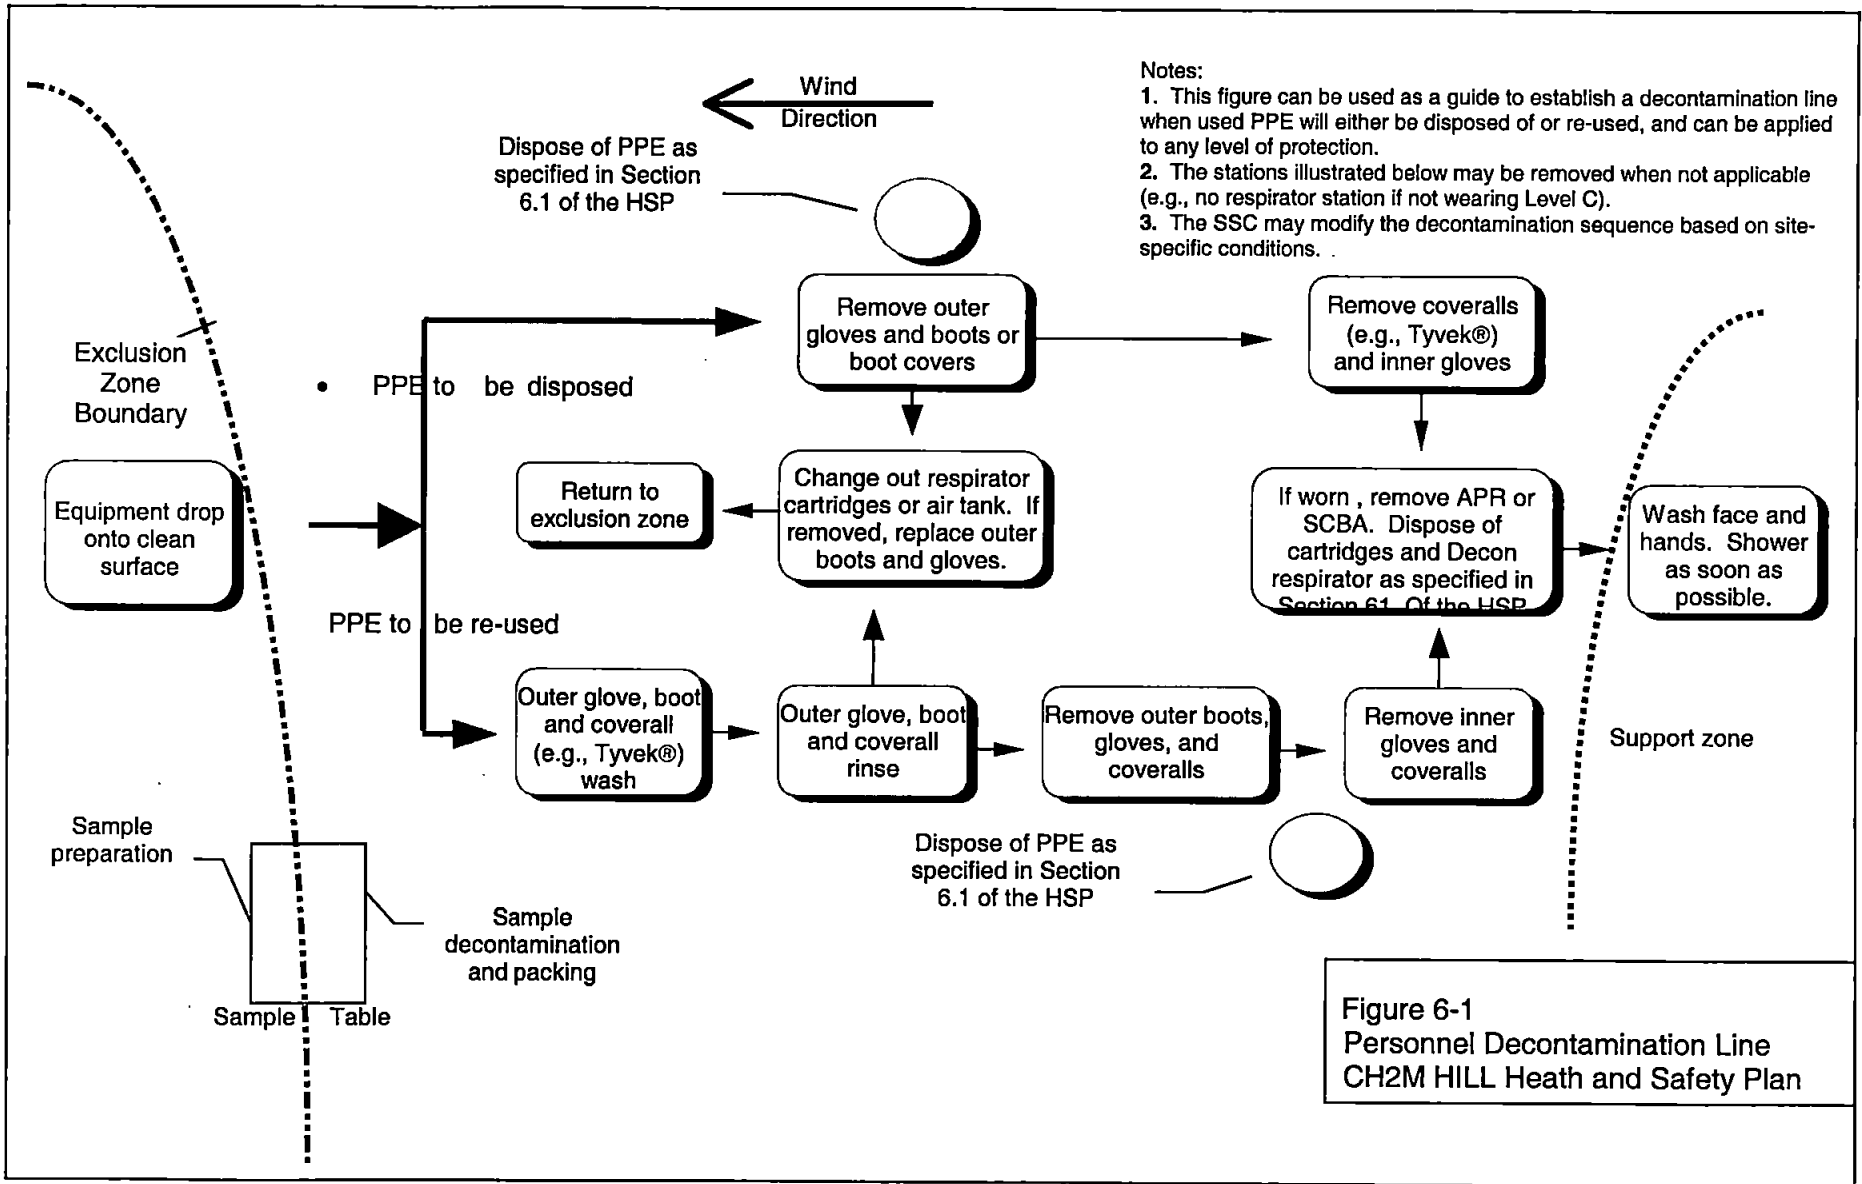 Wind
Direction
Notes:
1. This figure can be used as a guide to establish a decontamination line
when used PPE will either be disposed of or re-used, and can be applied
to any level of protection.
2. The stations illustrated below may be removed when not applicable
(e.g., no respirator station if not wearing Level C).
3. The SSC may modify the decontamination sequence based on site-
specific conditions. .
Dispose of PPE as
specified in Section
6.1 of the HSP
Exclusion
Zone
Boundary
• PPE to be disposed
Remove outer
gloves and boots or
boot covers
Remove coveralls
(e.g., Tyvek®)
and inner gloves
Equipment drop
onto clean
surface
Return to
exclusion zone
Change out respirator
cartridges or air tank. If
removed, replace outer
boots and gloves.
If worn , remove APR or
SCBA. Dispose of
cartridges and Decon
respirator as specified in
Section 61 Of the HSP
Wash face and
hands. Shower
as soon as
possible.
PPE to be re-used
Outer glove, boot
and coverall
(e.g., Tyvek®)
wash
Outer glove, boot
and coverall
rinse
Remove outer boots,
gloves, and
coveralls
Remove inner
gloves and
coveralls
Support zone
Dispose of PPE as
specified in Section
6.1 of the HSP
Sample
preparation
Sample
decontamination
and packing
Sample Table
Figure 6-1
Personnel Decontamination Line
CH2M HILL Heath and Safety Plan